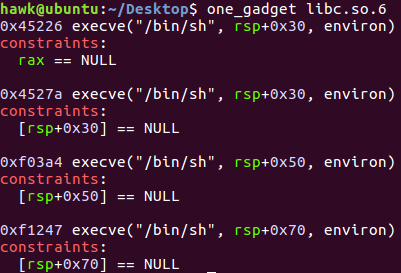 hawk@ubuntu:~/Desktop$ one_gadget libc.so.6
0x45226 execve("/bin/sh", rsp+0x30, environ)
constraints:
  rax == NULL

0x4527a execve("/bin/sh", rsp+0x30, environ)
constraints:
  [rsp+0x30] == NULL

0xf03a4 execve("/bin/sh", rsp+0x50, environ)
constraints:
  [rsp+0x50] == NULL

0xf1247 execve("/bin/sh", rsp+0x70, environ)
constraints:
  [rsp+0x70] == NULL